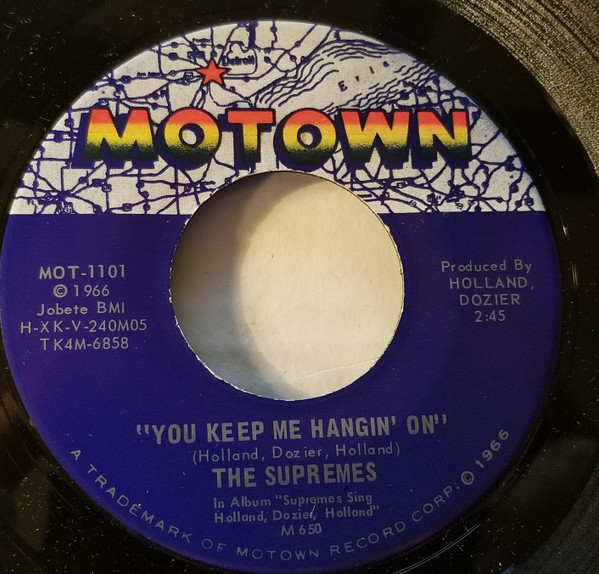 Detroit
Erie
MOTOWN
MOT-1101
© 1966
Jobete BMI
H-XK-V-240M05
TK4M-6858
Produced By
HOLLAND,
DOZIER
2:45
"YOU KEEP ME HANGIN' ON"
(Holland, Dozier, Holland)
THE SUPREMES
In Album "Supremes Sing
Holland, Dozier, Holland"
M 650
A TRADEMARK OF MOTOWN RECORD CORP. © 1966